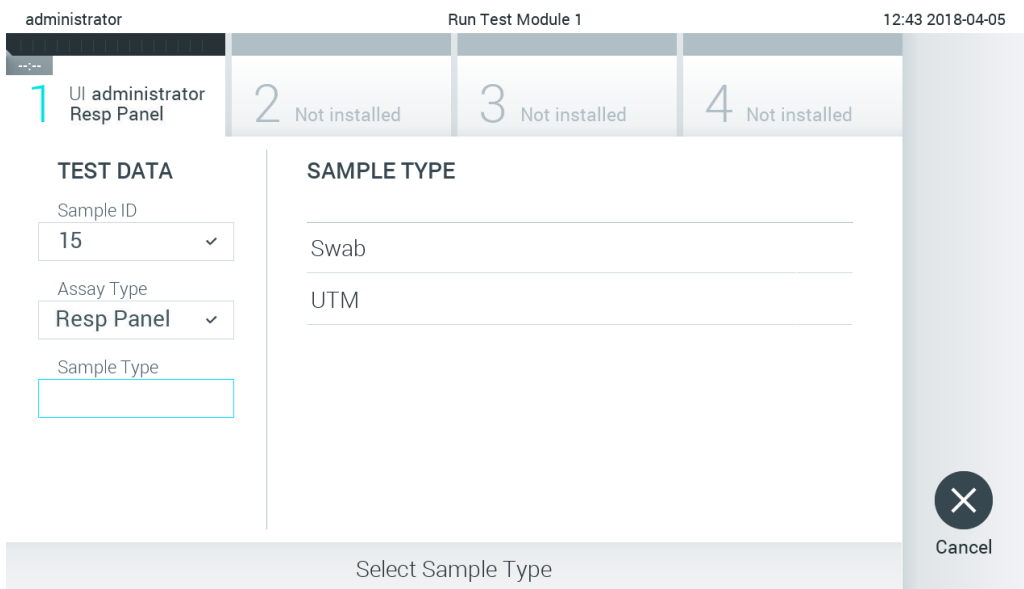 administrator Run Test Module 1 12:43 2018-04-05
--:--
1 UI administrator
Resp Panel
2 Not installed
3 Not installed
4 Not installed
TEST DATA
Sample ID
15
Assay Type
Resp Panel
Sample Type
SAMPLE TYPE
Swab
UTM
Cancel
Select Sample Type